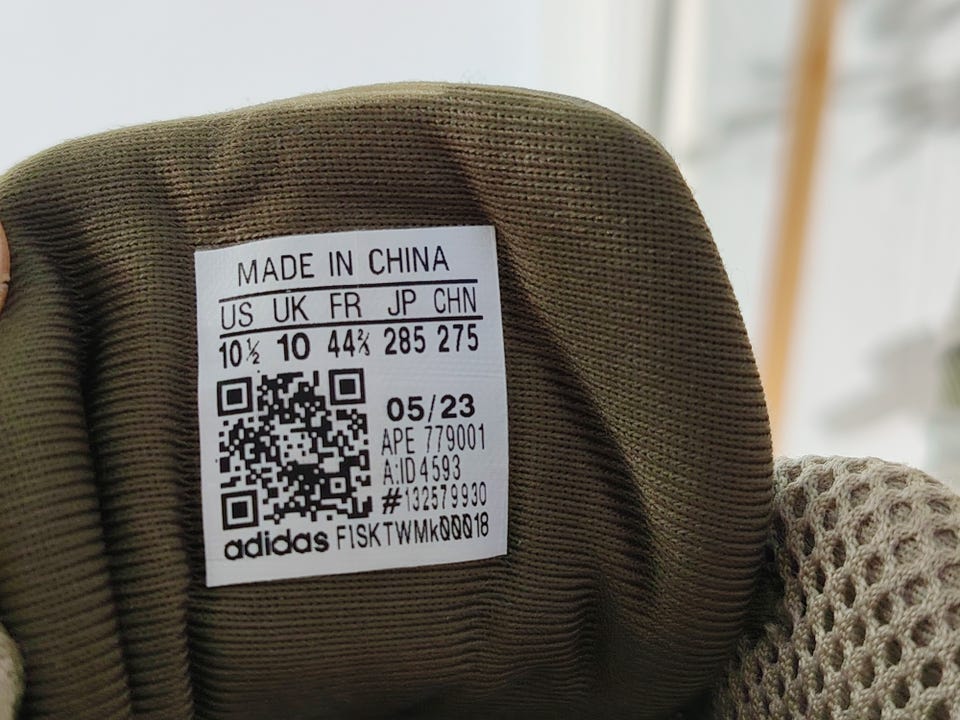 MADE IN CHINA
US UK FR JP CHN
10½ 10 44⅔ 285 275
05/23
APE 779001
A:ID4593
#132579930
adidas F1SKTWMk00018